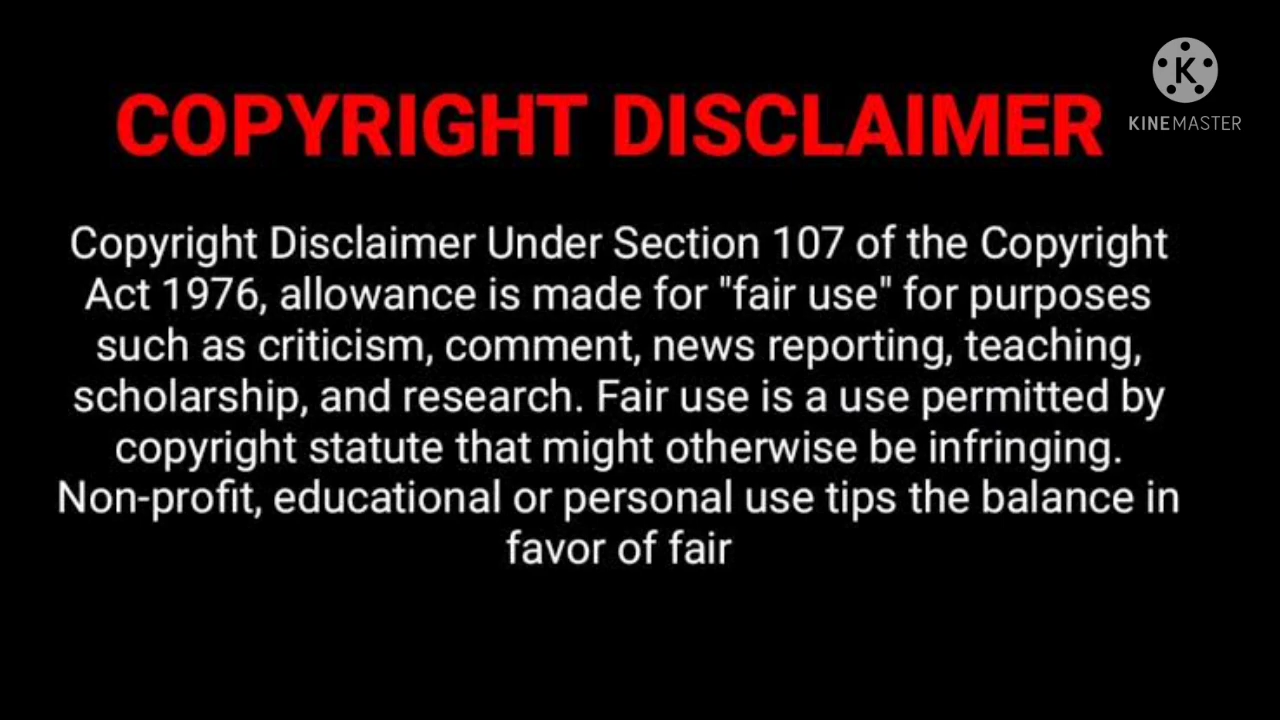 COPYRIGHT DISCLAIMER
K
KINEMASTER
Copyright Disclaimer Under Section 107 of the Copyright
Act 1976, allowance is made for "fair use" for purposes
such as criticism, comment, news reporting, teaching,
scholarship, and research. Fair use is a use permitted by
copyright statute that might otherwise be infringing.
Non-profit, educational or personal use tips the balance in
favor of fair